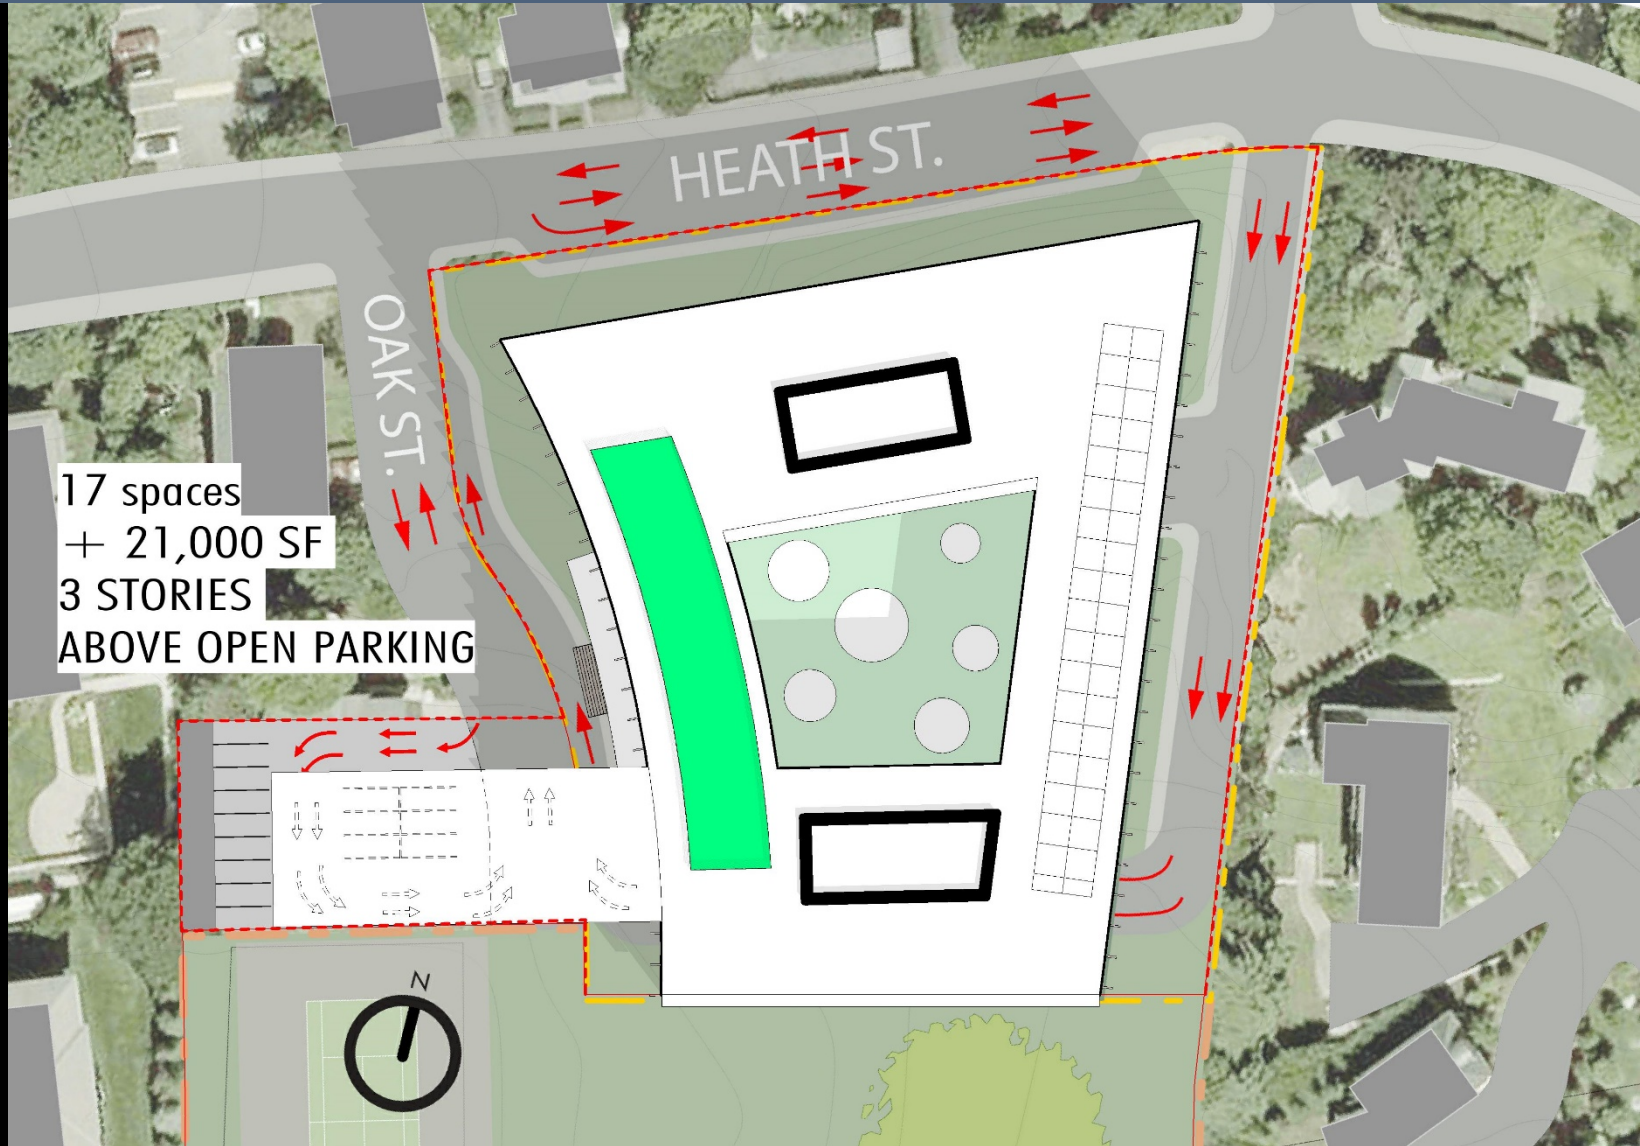 HEATH ST.
OAK ST.
17 spaces
+ 21,000 SF
3 STORIES
ABOVE OPEN PARKING
N